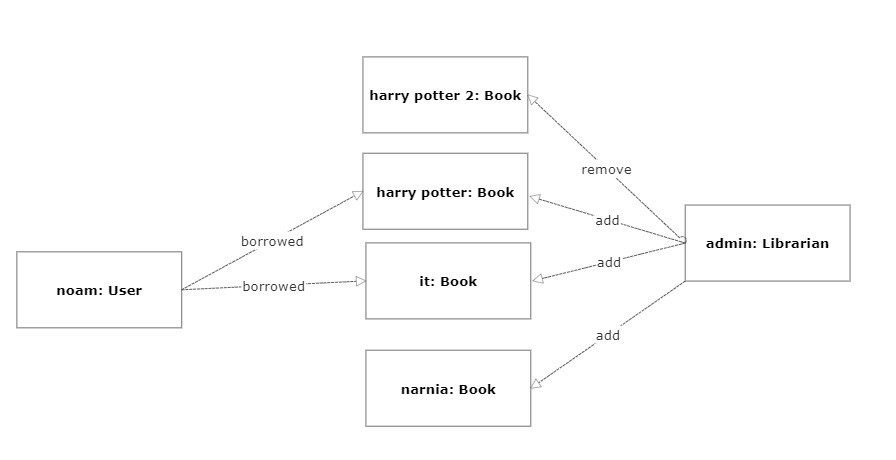 harry potter 2: Book
remove
harry potter: Book
add
borrowed
admin: Librarian
add
it: Book
noam: User
borrowed
add
narnia: Book